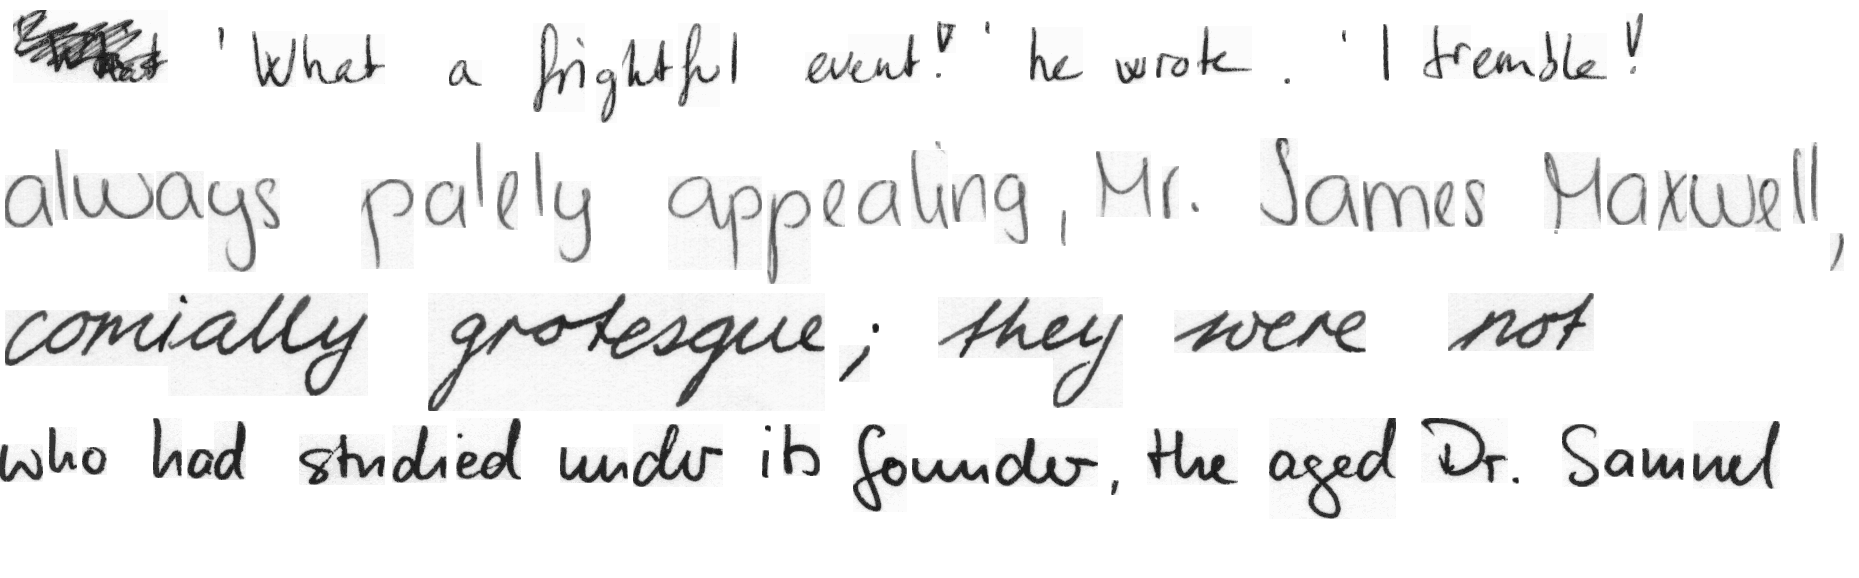 'What a frightful event!' he wrote. 'I tremble!
always palely appealing, Mr. James Maxwell,
comially grotesque; they were not
who had studied under its founder, the aged Dr. Samuel